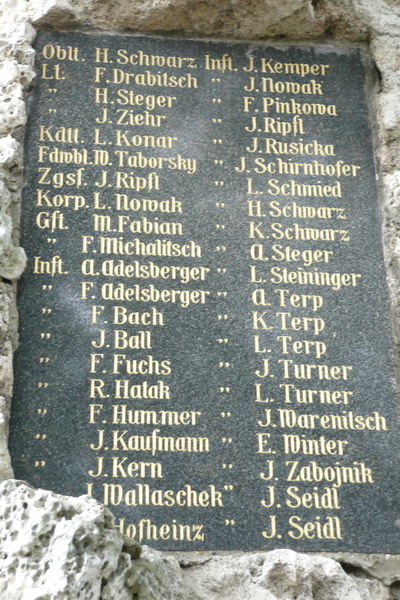 Oblt. H. Schwarz Inft. J. Kemper
Lt. F. Drabitsch " J. Nowak
" H. Steger " F. Pinkowa
" J. Ziehr " J. Ripfl
Kdtt. L. Konar " J. Rusicka
Fdwbl. W. Taborsky " J. Schirnhofer
Zgsf. J. Ripfl " L. Schmied
Korp. L. Nowak " H. Schwarz
Gft. M. Fabian " K. Schwarz
" F. Michalitsch " A. Steger
Inft. A. Adelsberger " L. Steininger
" F. Adelsberger " A. Terp
" F. Bach " K. Terp
" J. Ball " L. Terp
" F. Fuchs " J. Turner
" R. Hatak " L. Turner
" F. Hummer " J. Warenitsch
" J. Kaufmann " E. Winter
" J. Kern " J. Zabojnik
Wallaschek " J. Seidl
Hofheinz " J. Seidl